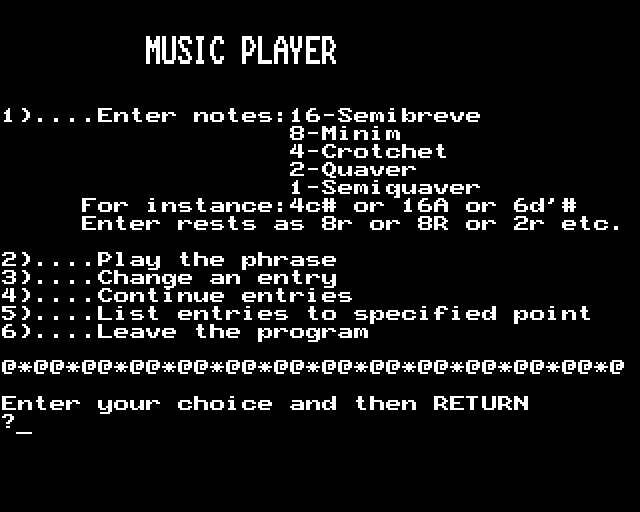 MUSIC PLAYER
1)....Enter notes:16-Semibreve
8-Minim
4-Crotchet
2-Quaver
1-Semiquaver
For instance:4c# or 16A or 6d'#
Enter rests as 8r or 8R or 2r etc.
2)....Play the phrase
3)....Change an entry
4)....Continue entries
5)....List entries to specified point
6)....Leave the program
@*@@*@@*@@*@@*@@*@@*@@*@@*@@*@@*@@*@@*@
Enter your choice and then RETURN
?_